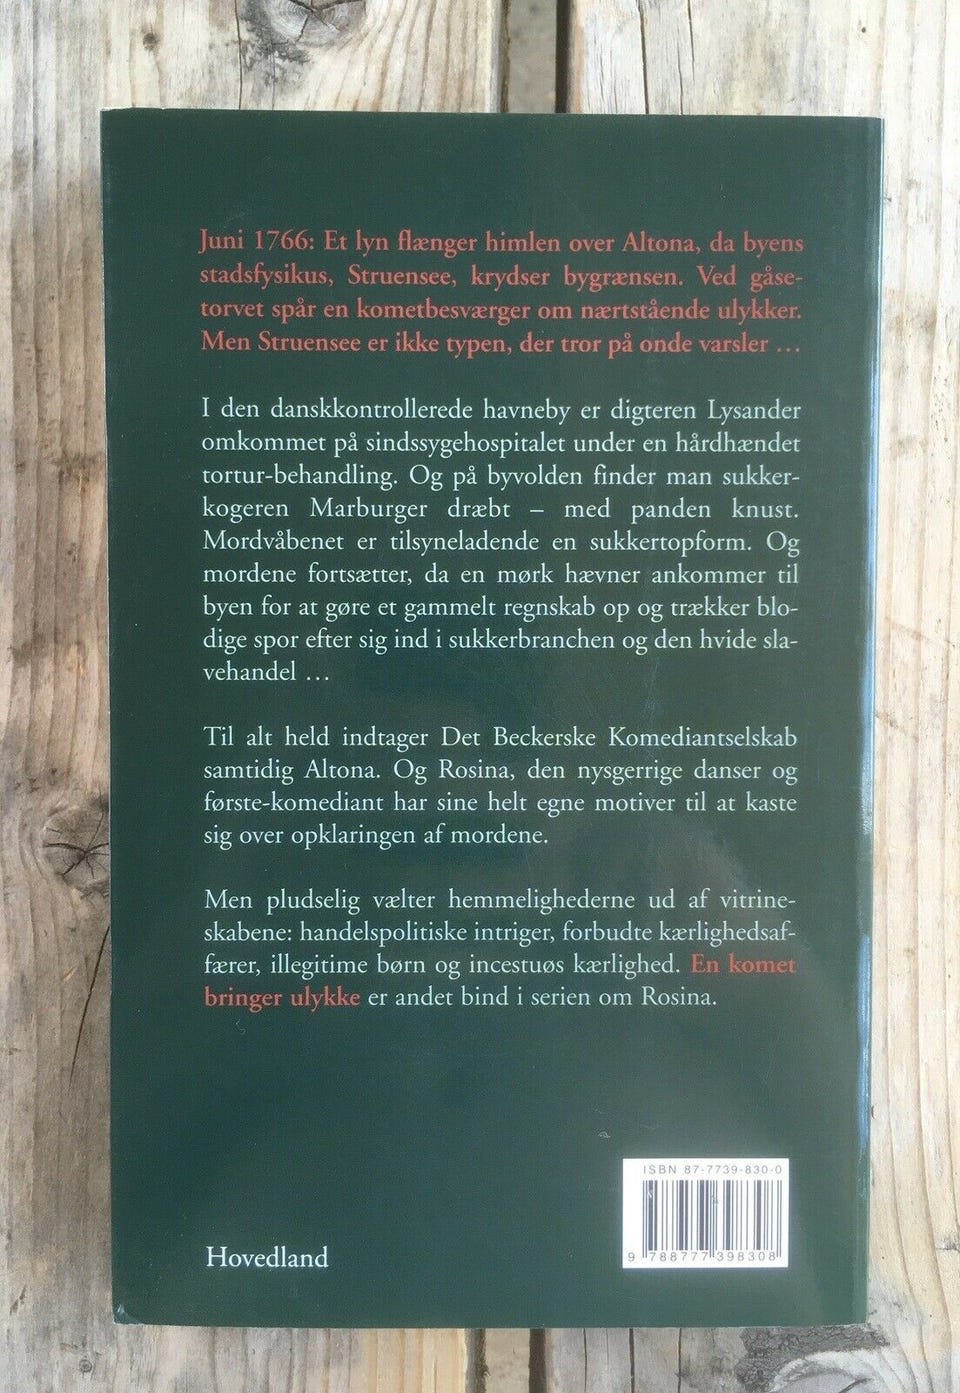 Juni 1766: Et lyn flænger himlen over Altona, da byens
stadsfysikus, Struensee, krydser bygrænsen. Ved gåse-
torvet spår en kometbesværger om nærtstående ulykker.
Men Struensee er ikke typen, der tror på onde varsler ...
I den danskkontrollerede havneby er digteren Lysander
omkommet på sindssygehospitalet under en hårdhændet
tortur-behandling. Og på byvolden finder man sukker-
kogeren Marburger dræbt – med panden knust.
Mordvåbenet er tilsyneladende en sukkertopform. Og
mordene fortsætter, da en mørk hævner ankommer til
byen for at gøre et gammelt regnskab op og trækker blo-
dige spor efter sig ind i sukkerbranchen og den hvide sla-
vehandel ...
Til alt held indtager Det Beckerske Komediantselskab
samtidig Altona. Og Rosina, den nysgerrige danser og
første-komediant har sine helt egne motiver til at kaste
sig over opklaringen af mordene.
Men pludselig vælter hemmelighederne ud af vitrine-
skabene: handelspolitiske intriger, forbudte kærlighedsaf-
færer, illegitime børn og incestuøs kærlighed. En komet
bringer ulykke er andet bind i serien om Rosina.
ISBN 87-7739-830-0
9 788777 398308
Hovedland